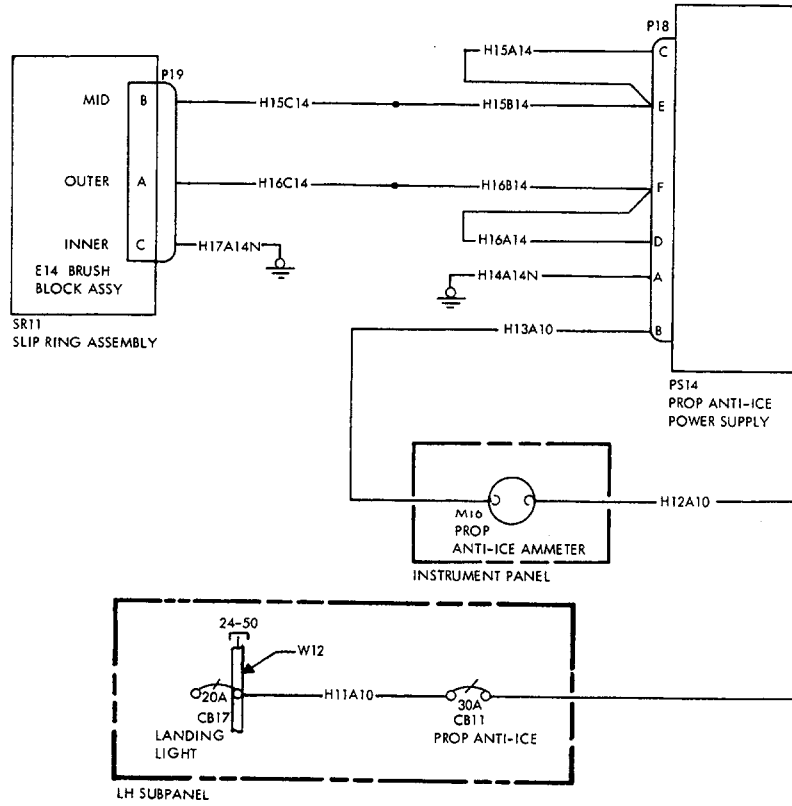 P18
C
H15A14
P19
MID
B
H15C14
H15B14
E
OUTER
A
H16C14
H16B14
F
H16A14
D
INNER
C
H17A14N
E14 BRUSH
BLOCK ASSY
H14A14N
A
SR11
SLIP RING ASSEMBLY
H13A10
B
PS14
PROP ANTI-ICE
POWER SUPPLY
H12A10
M16
PROP
ANTI-ICE AMMETER
INSTRUMENT PANEL
24-50
W12
20A
H11A10
30A
CB17
LANDING
LIGHT
CB11
PROP ANTI-ICE
LH SUBPANEL